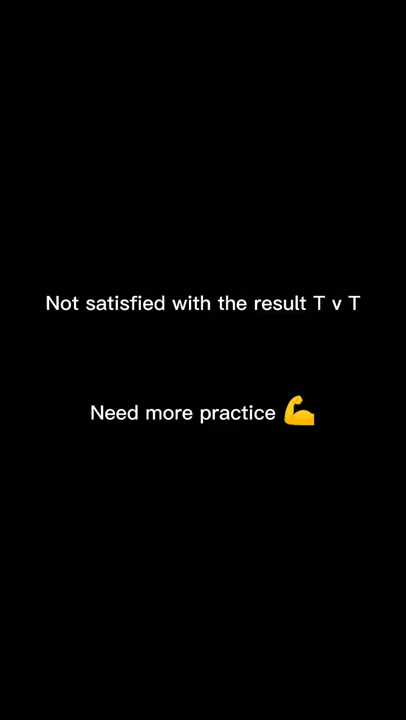 Not satisfied with the result T v T
Need more practice 💪